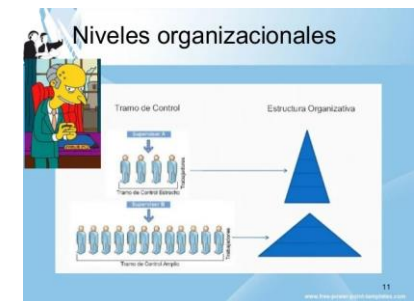 Niveles organizacionales
Tramo de Control
Estructura Organizativa
Supervisor A
Trabajadores
Tramo de Control Estrecho
Supervisor B
Trabajadores
Tramo de Control Amplio
11
www.free-power-point-templates.com